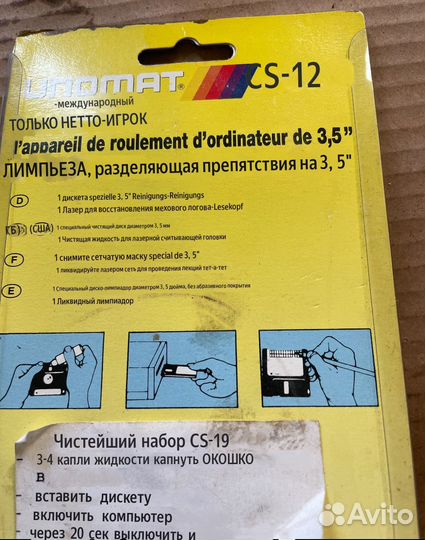 UNOMAT® CS-12
-международный
ТОЛЬКО НЕТТО-ИГРОК
l'appareil de roulement d'ordinateur de 3,5"
ЛИМПЬЕЗА, разделяющая препятствия на 3, 5"
D 1 дискета spezielle 3, 5" Reinigungs-Reinigungs
1 Лазер для восстановления мехового логова-Lesekopf
(США) 1 специальный чистящий диск диаметром 3, 5 мм
1 Чистящая жидкость для лазерной считывающей головки
F 1 снимите сетчатую маску special de 3, 5"
1 ликвидируйте лазером сеть для проведения лекций тет-а-тет
E 1 Специальный диско-лимпиадор диаметром 3, 5 дюйма, без абразивного покрытия
1 Ликвидный лимпиадор
Чистейший набор CS-19
- 3-4 капли жидкости капнуть ОКОШКО
в
- вставить дискету
- включить компьютер
- через 20 сек выключить и
Avito